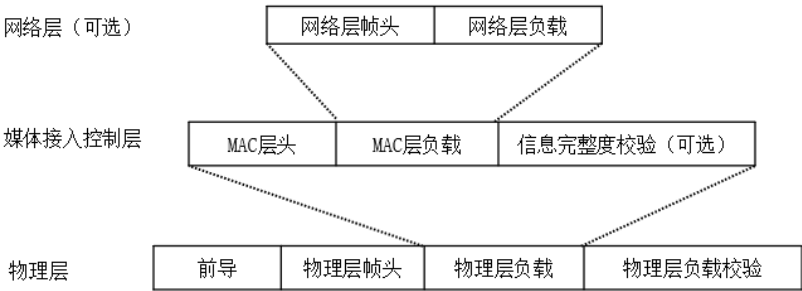 网络层（可选） 网络层帧头 网络层负载
媒体接入控制层 MAC层头 MAC层负载 信息完整度校验（可选）
物理层 前导 物理层帧头 物理层负载 物理层负载校验